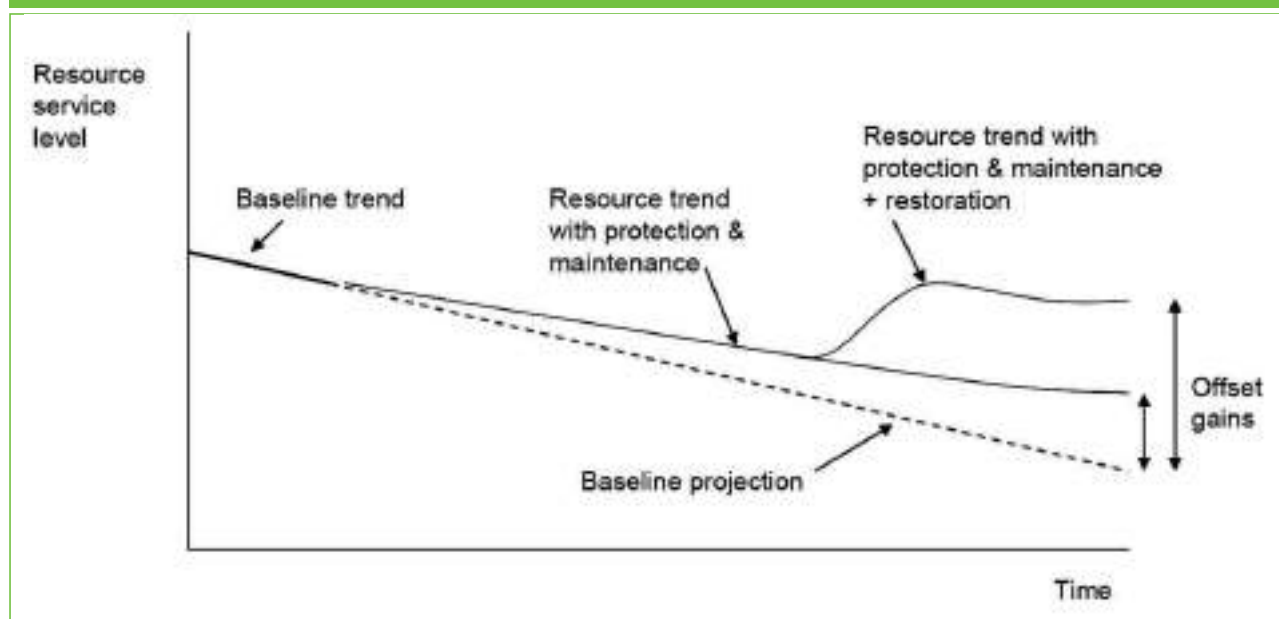 Resource
service
level
Resource trend with
protection & maintenance
+ restoration
Baseline trend
Resource trend
with protection &
maintenance
Offset
gains
Baseline projection
Time